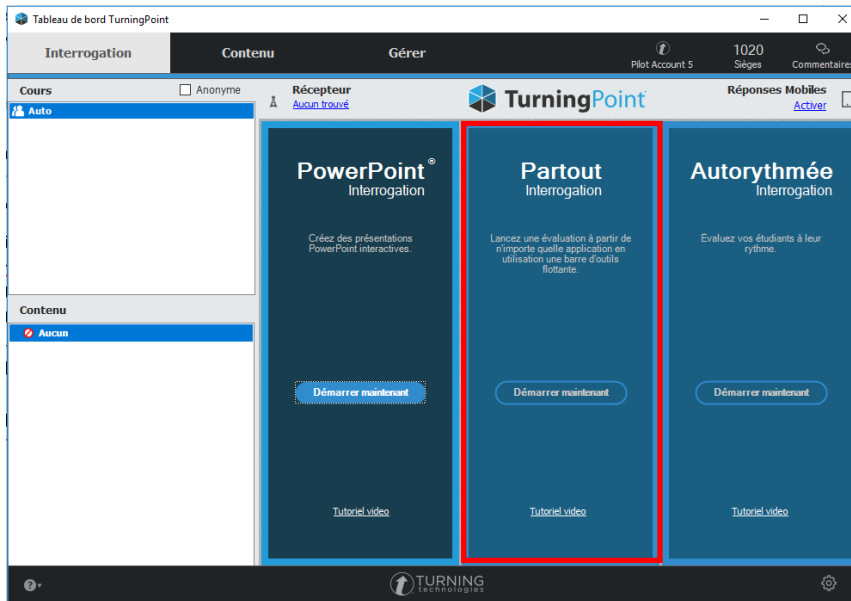 Tableau de bord TurningPoint
Interrogation
Contenu
Gérer
Pilot Account 5
1020
Sièges
Commentaires
Cours
Anonyme
Récepteur
Aucun trouvé
TurningPoint
Réponses Mobiles
Activer
Auto
PowerPoint®
Interrogation
Créez des présentations
PowerPoint interactives.
Démarrer maintenant
Tutoriel video
Partout
Interrogation
Lancez une évaluation à partir de
n'importe quelle application en
utilisation une barre d'outils
flottante.
Démarrer maintenant
Tutoriel video
Autorythmée
Interrogation
Évaluez vos étudiants à leur
rythme.
Démarrer maintenant
Tutoriel video
Contenu
Aucun
TURNING
technologies